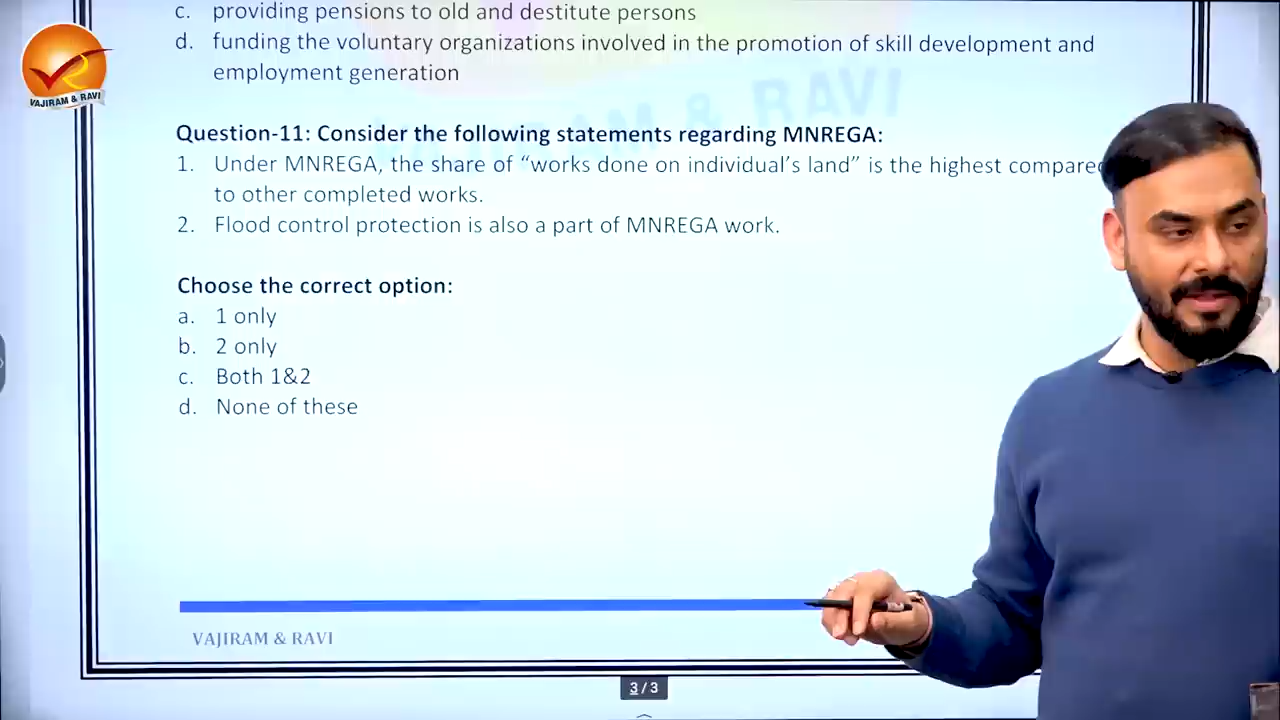 c. providing pensions to old and destitute persons
d. funding the voluntary organizations involved in the promotion of skill development and
employment generation
VAJIRAM & RAVI
VAJIRAM & RAVI
Question-11: Consider the following statements regarding MNREGA:
1. Under MNREGA, the share of “works done on individual’s land” is the highest compared
to other completed works.
2. Flood control protection is also a part of MNREGA work.
Choose the correct option:
a. 1 only
b. 2 only
c. Both 1&2
d. None of these
VAJIRAM & RAVI
3/3